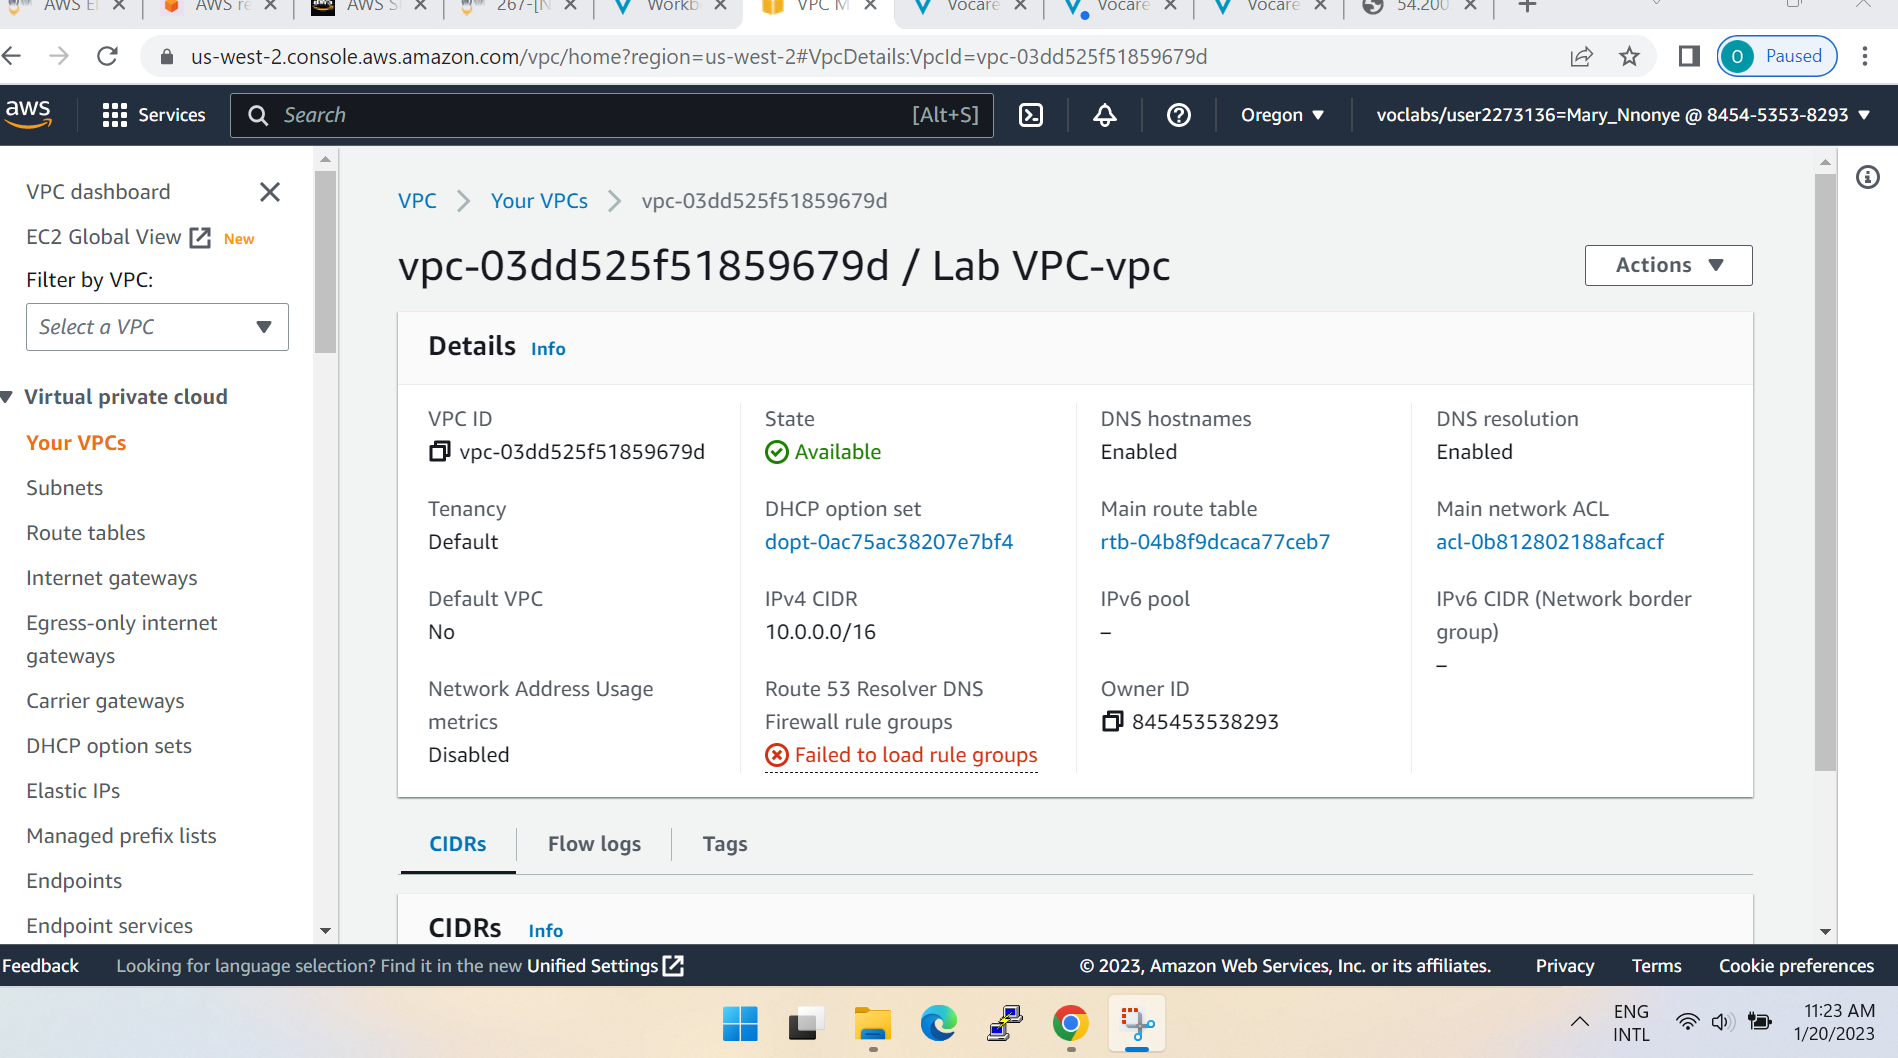 AWS
AWS re
AWS S
267-[N
Workb
VPC M
Vocare
Vocare
Vocare
54.200
us-west-2.console.aws.amazon.com/vpc/home?region=us-west-2#VpcDetails:VpcId=vpc-03dd525f51859679d
O Paused
aws Services Search [Alt+S] Oregon voclabs/user2273136=Mary_Nnonye @ 8454-5353-8293
VPC dashboard
EC2 Global View New
Filter by VPC:
Select a VPC
Virtual private cloud
Your VPCs
Subnets
Route tables
Internet gateways
Egress-only internet
gateways
Carrier gateways
DHCP option sets
Elastic IPs
Managed prefix lists
Endpoints
Endpoint services
VPC Your VPCs vpc-03dd525f51859679d
vpc-03dd525f51859679d / Lab VPC-vpc
Actions
Details Info
VPC ID
vpc-03dd525f51859679d
State
Available
DNS hostnames
Enabled
DNS resolution
Enabled
Tenancy
Default
DHCP option set
dopt-0ac75ac38207e7bf4
Main route table
rtb-04b8f9dcaca77ceb7
Main network ACL
acl-0b812802188afcacf
Default VPC
No
IPv4 CIDR
10.0.0.0/16
IPv6 pool
–
IPv6 CIDR (Network border
group)
–
Network Address Usage
metrics
Disabled
Route 53 Resolver DNS
Firewall rule groups
Failed to load rule groups
Owner ID
845453538293
CIDRs Flow logs Tags
CIDRs Info
Feedback Looking for language selection? Find it in the new Unified Settings © 2023, Amazon Web Services, Inc. or its affiliates. Privacy Terms Cookie preferences
ENG
INTL
11:23 AM
1/20/2023